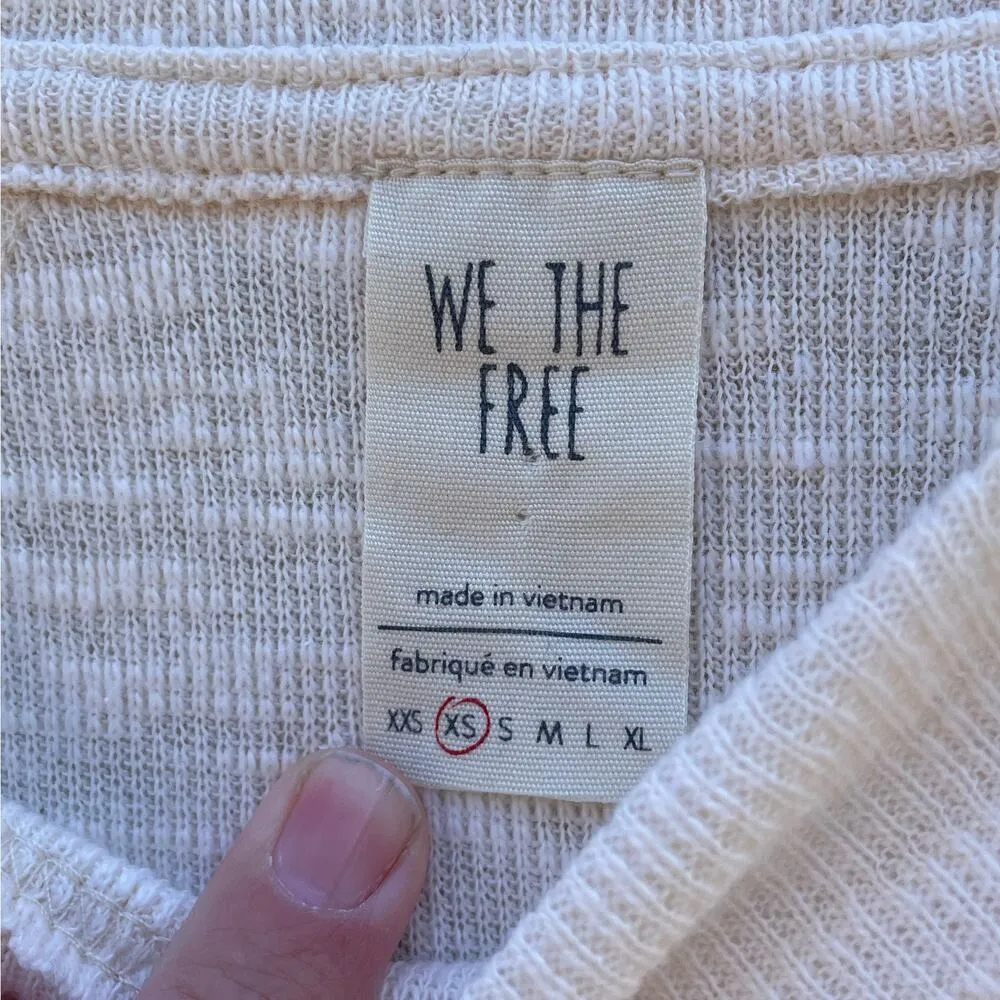 WE THE
FREE
made in vietnam
fabriqué en vietnam
XXS XS S M L XL